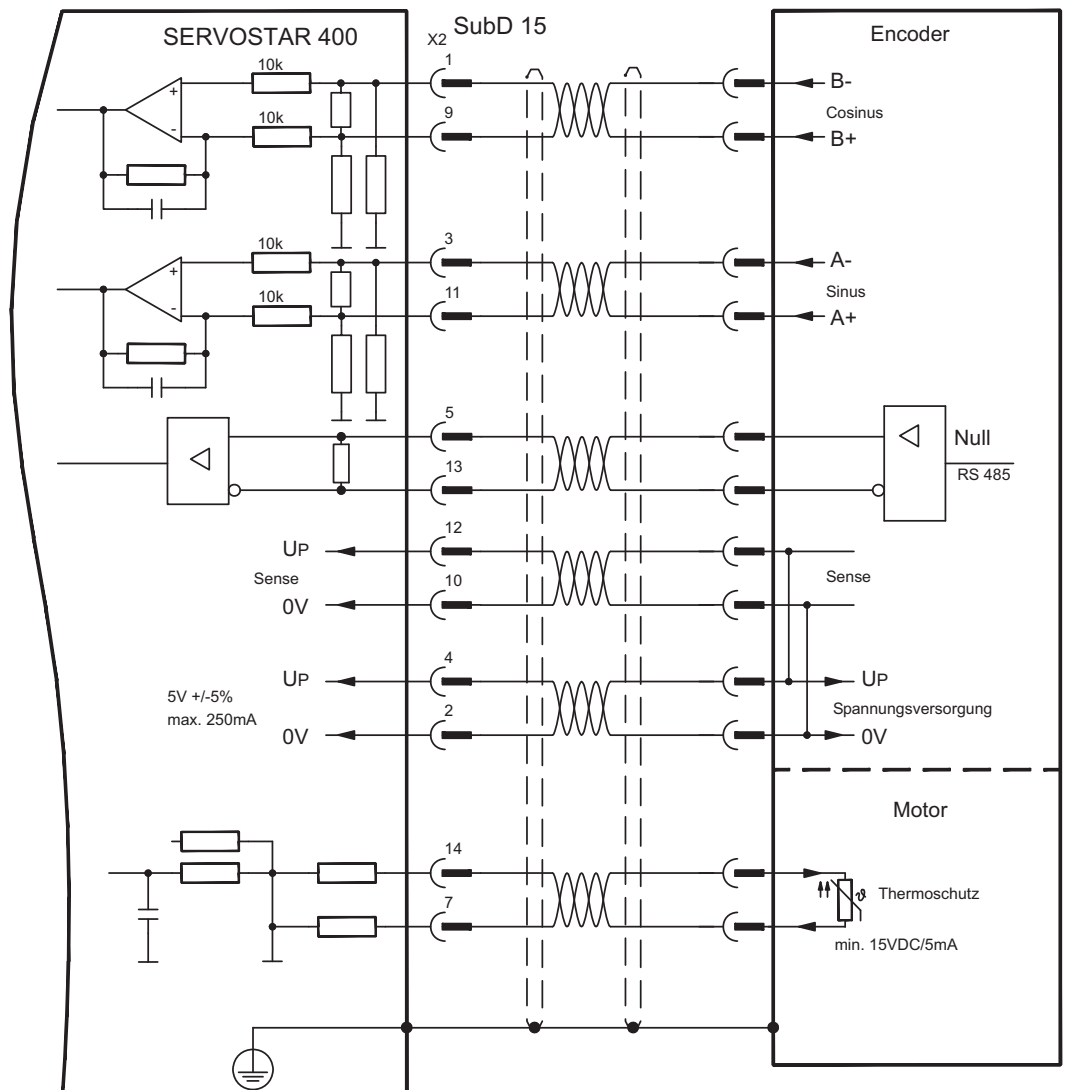 SERVOSTAR 400
X2
SubD 15
Encoder
10k
+
-
10k
1
9
B-
Cosinus
B+
10k
+
-
10k
3
11
A-
Sinus
A+
5
13
Null
RS 485
UP
Sense
0V
12
10
Sense
5V +/-5%
max. 250mA
UP
0V
4
2
UP
Spannungsversorgung
0V
Motor
14
7
ϑ
Thermoschutz
min. 15VDC/5mA